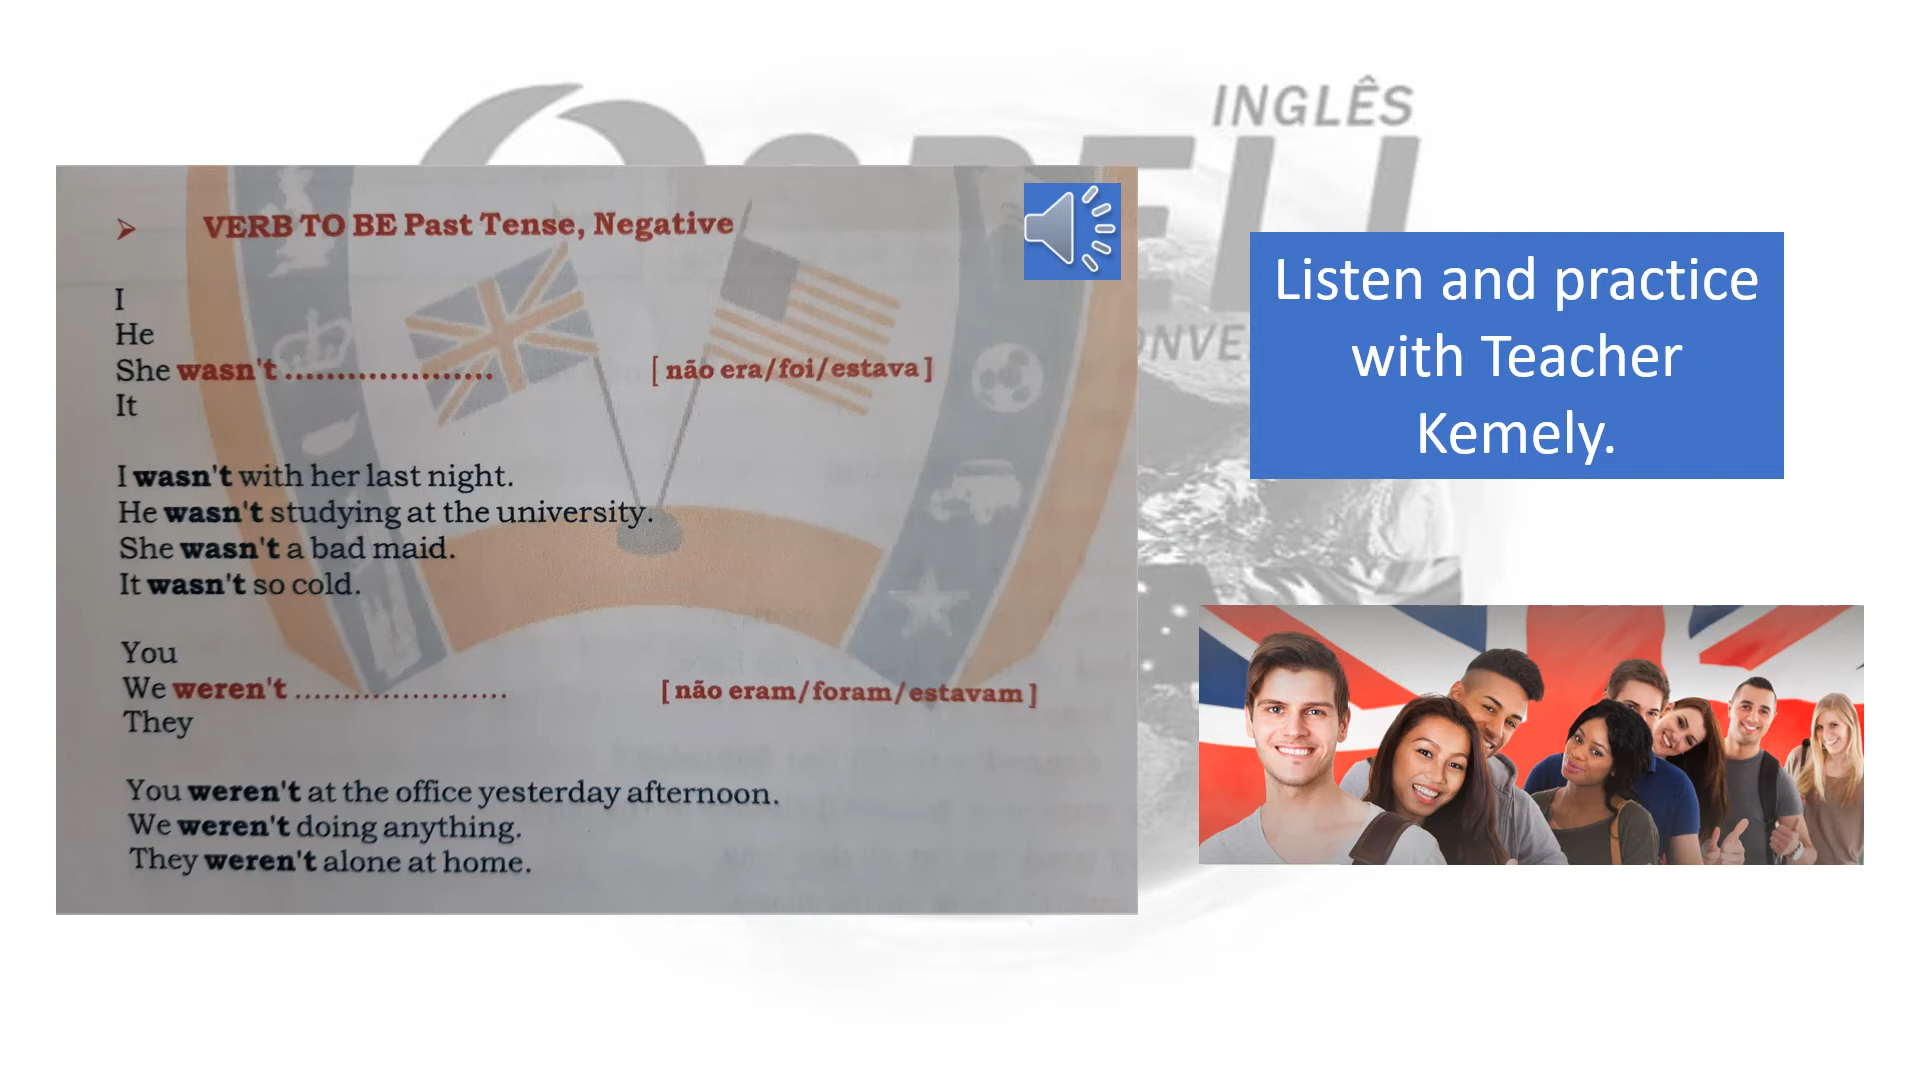 INGLÊS
➢ VERB TO BE Past Tense, Negative
I
He
She wasn't ..................... [ não era/foi/estava ]
It
I wasn't with her last night.
He wasn't studying at the university.
She wasn't a bad maid.
It wasn't so cold.
You
We weren't ...................... [ não eram/foram/estavam ]
They
You weren't at the office yesterday afternoon.
We weren't doing anything.
They weren't alone at home.
Listen and practice
with Teacher
Kemely.